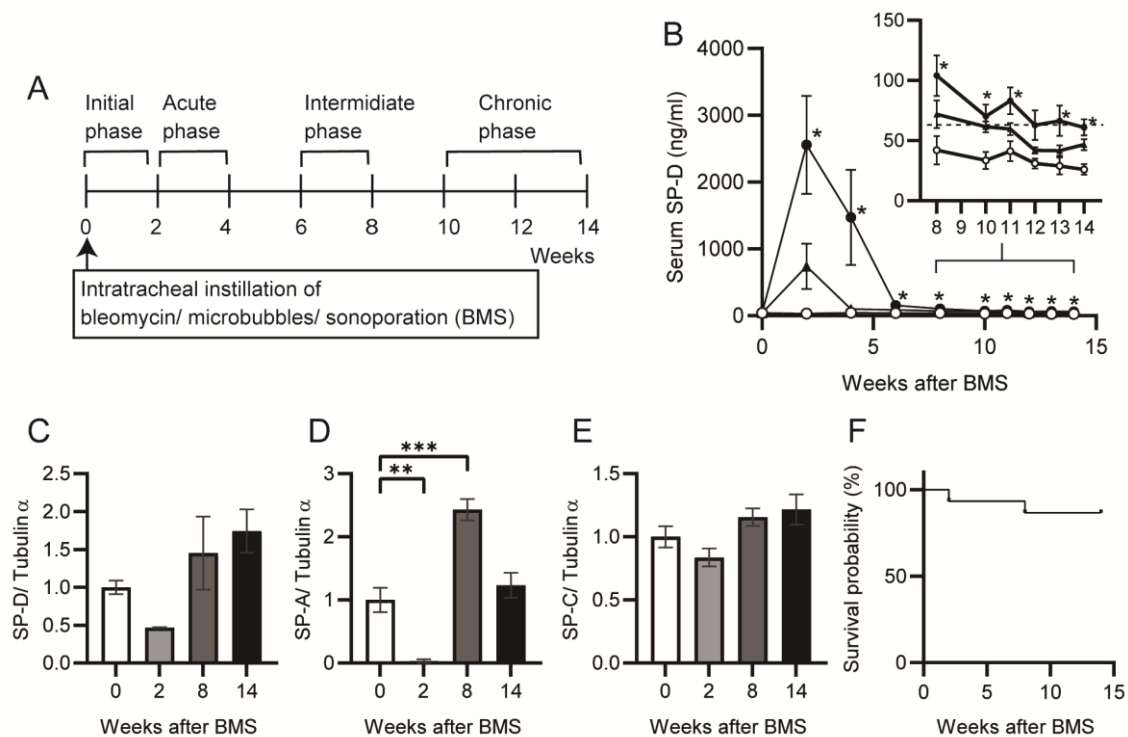 A
Initial
phase
Acute
phase
Intermidiate
phase
Chronic
phase
0
2
4
6
8
10
12
14
Weeks
Intratracheal instillation of
bleomycin/ microbubbles/ sonoporation (BMS)
B
Serum SP-D (ng/ml)
4000
3000
2000
1000
0
0
5
10
15
Weeks after BMS
* * * * * * * * * *
150
100
50
0
8
9
10
11
12
13
14
* * * * *
C
SP-D/ Tubulin α
2.5
2.0
1.5
1.0
0.5
0.0
0
2
8
14
Weeks after BMS
D
SP-A/ Tubulin α
3
2
1
0
***
**
0
2
8
14
Weeks after BMS
E
SP-C/ Tubulin α
1.5
1.0
0.5
0.0
0
2
8
14
Weeks after BMS
F
Survival probability (%)
100
0
0
5
10
15
Weeks after BMS